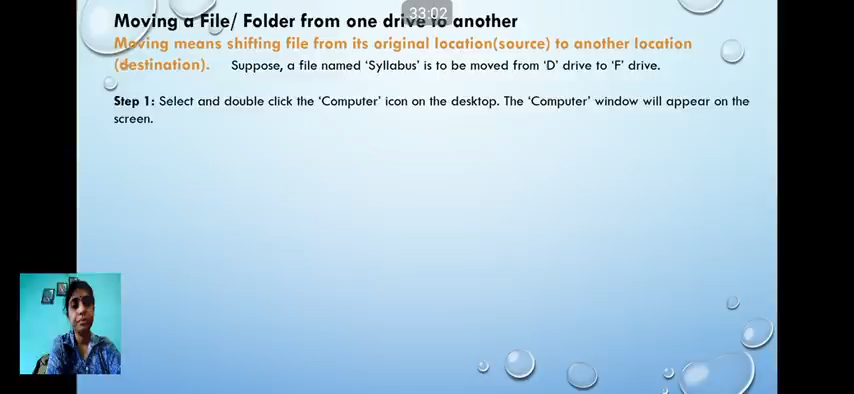 33:02
Moving a File/ Folder from one drive to another
Moving means shifting file from its original location(source) to another location
(destination). Suppose, a file named ‘Syllabus’ is to be moved from ‘D’ drive to ‘F’ drive.
Step 1: Select and double click the ‘Computer’ icon on the desktop. The ‘Computer’ window will appear on the
screen.